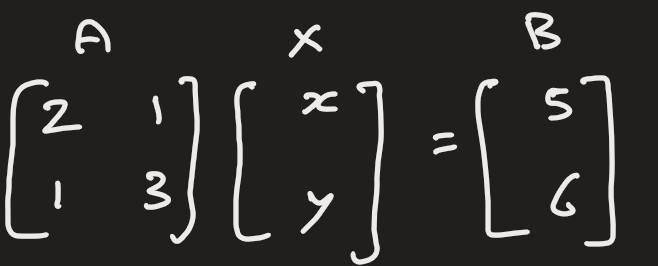 A X B
[2 1] [x] = [5]
[1 3] [y] [6]